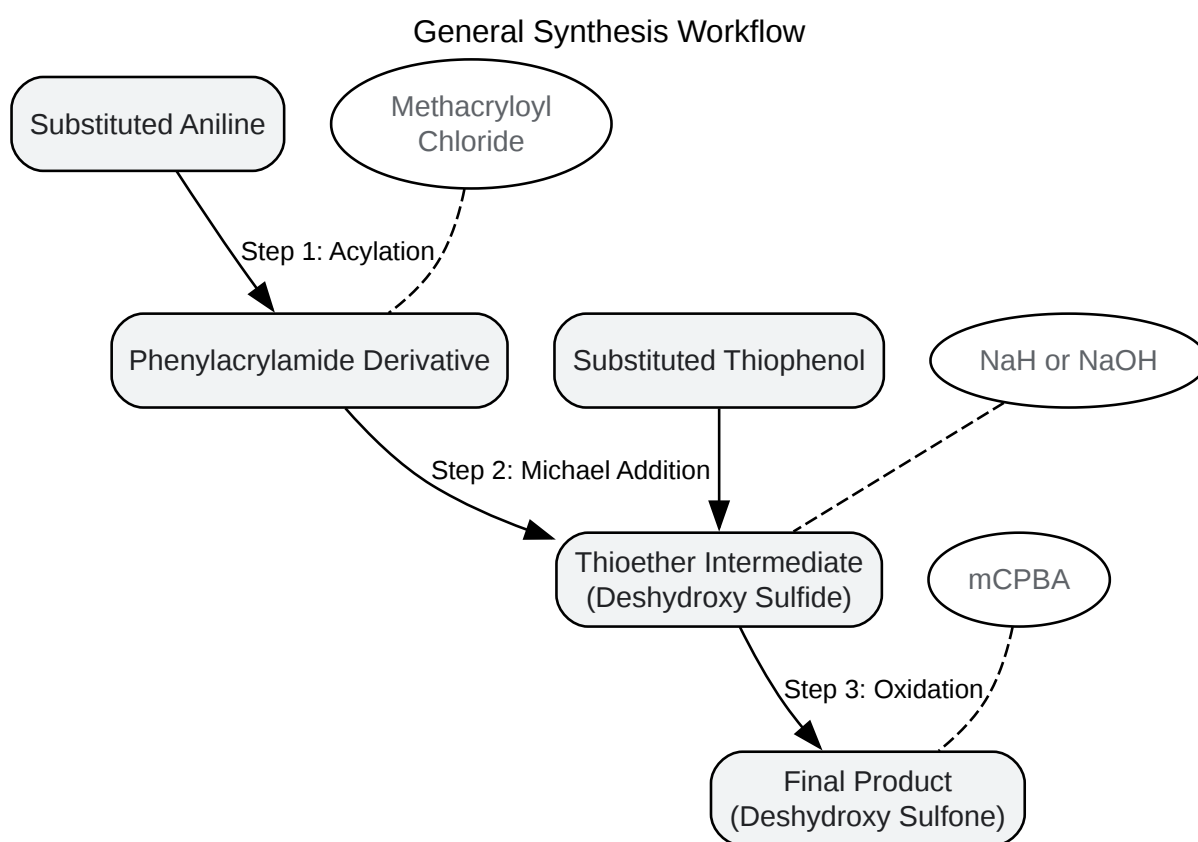 General Synthesis Workflow
Substituted Aniline
Methacryloyl
Chloride
Step 1: Acylation
Phenylacrylamide Derivative
Substituted Thiophenol
NaH or NaOH
Step 2: Michael Addition
Thioether Intermediate
(Deshydroxy Sulfide)
mCPBA
Step 3: Oxidation
Final Product
(Deshydroxy Sulfone)